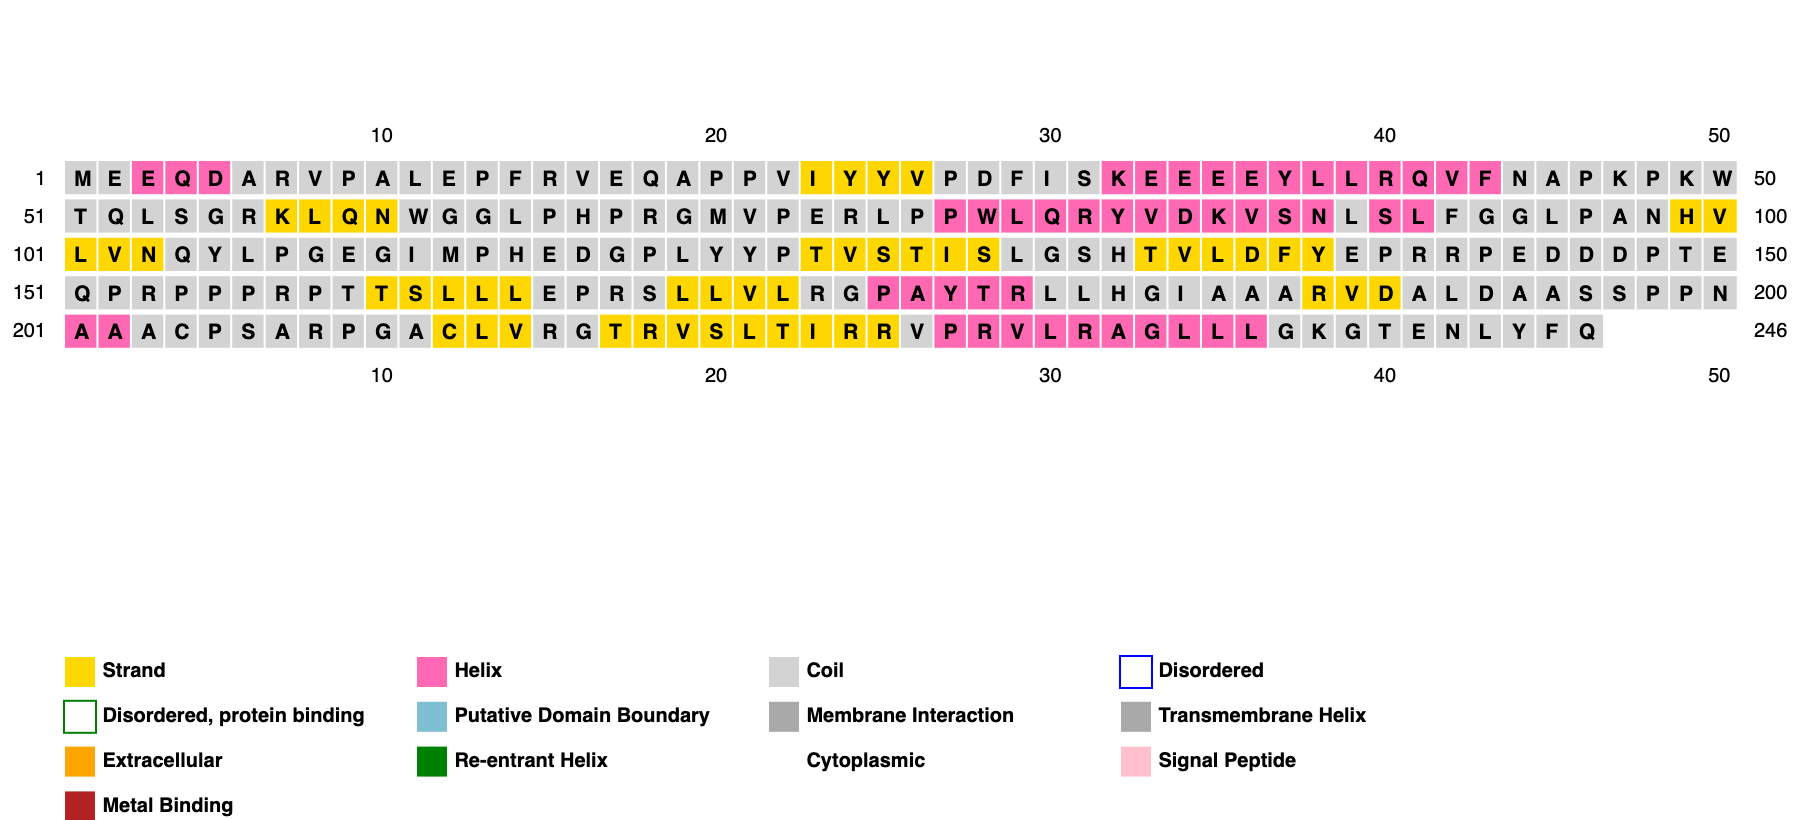 10 20 30 40 50
1 M E E Q D A R V P A L E P F R V E Q A P P V I Y Y V P D F I S K E E E E Y L L R Q V F N A P K P K W 50
51 T Q L S G R K L Q N W G G L P H P R G M V P E R L P P W L Q R Y V D K V S N L S L F G G L P A N H V 100
101 L V N Q Y L P G E G I M P H E D G P L Y Y P T V S T I S L G S H T V L D F Y E P R R P E D D D P T E 150
151 Q P R P P P R P T T S L L L E P R S L L V L R G P A Y T R L L H G I A A A R V D A L D A A S S P P N 200
201 A A A C P S A R P G A C L V R G T R V S L T I R R V P R V L R A G L L L G K G T E N L Y F Q 246
10 20 30 40 50
Strand Helix Coil Disordered
Disordered, protein binding Putative Domain Boundary Membrane Interaction Transmembrane Helix
Extracellular Re-entrant Helix Cytoplasmic Signal Peptide
Metal Binding